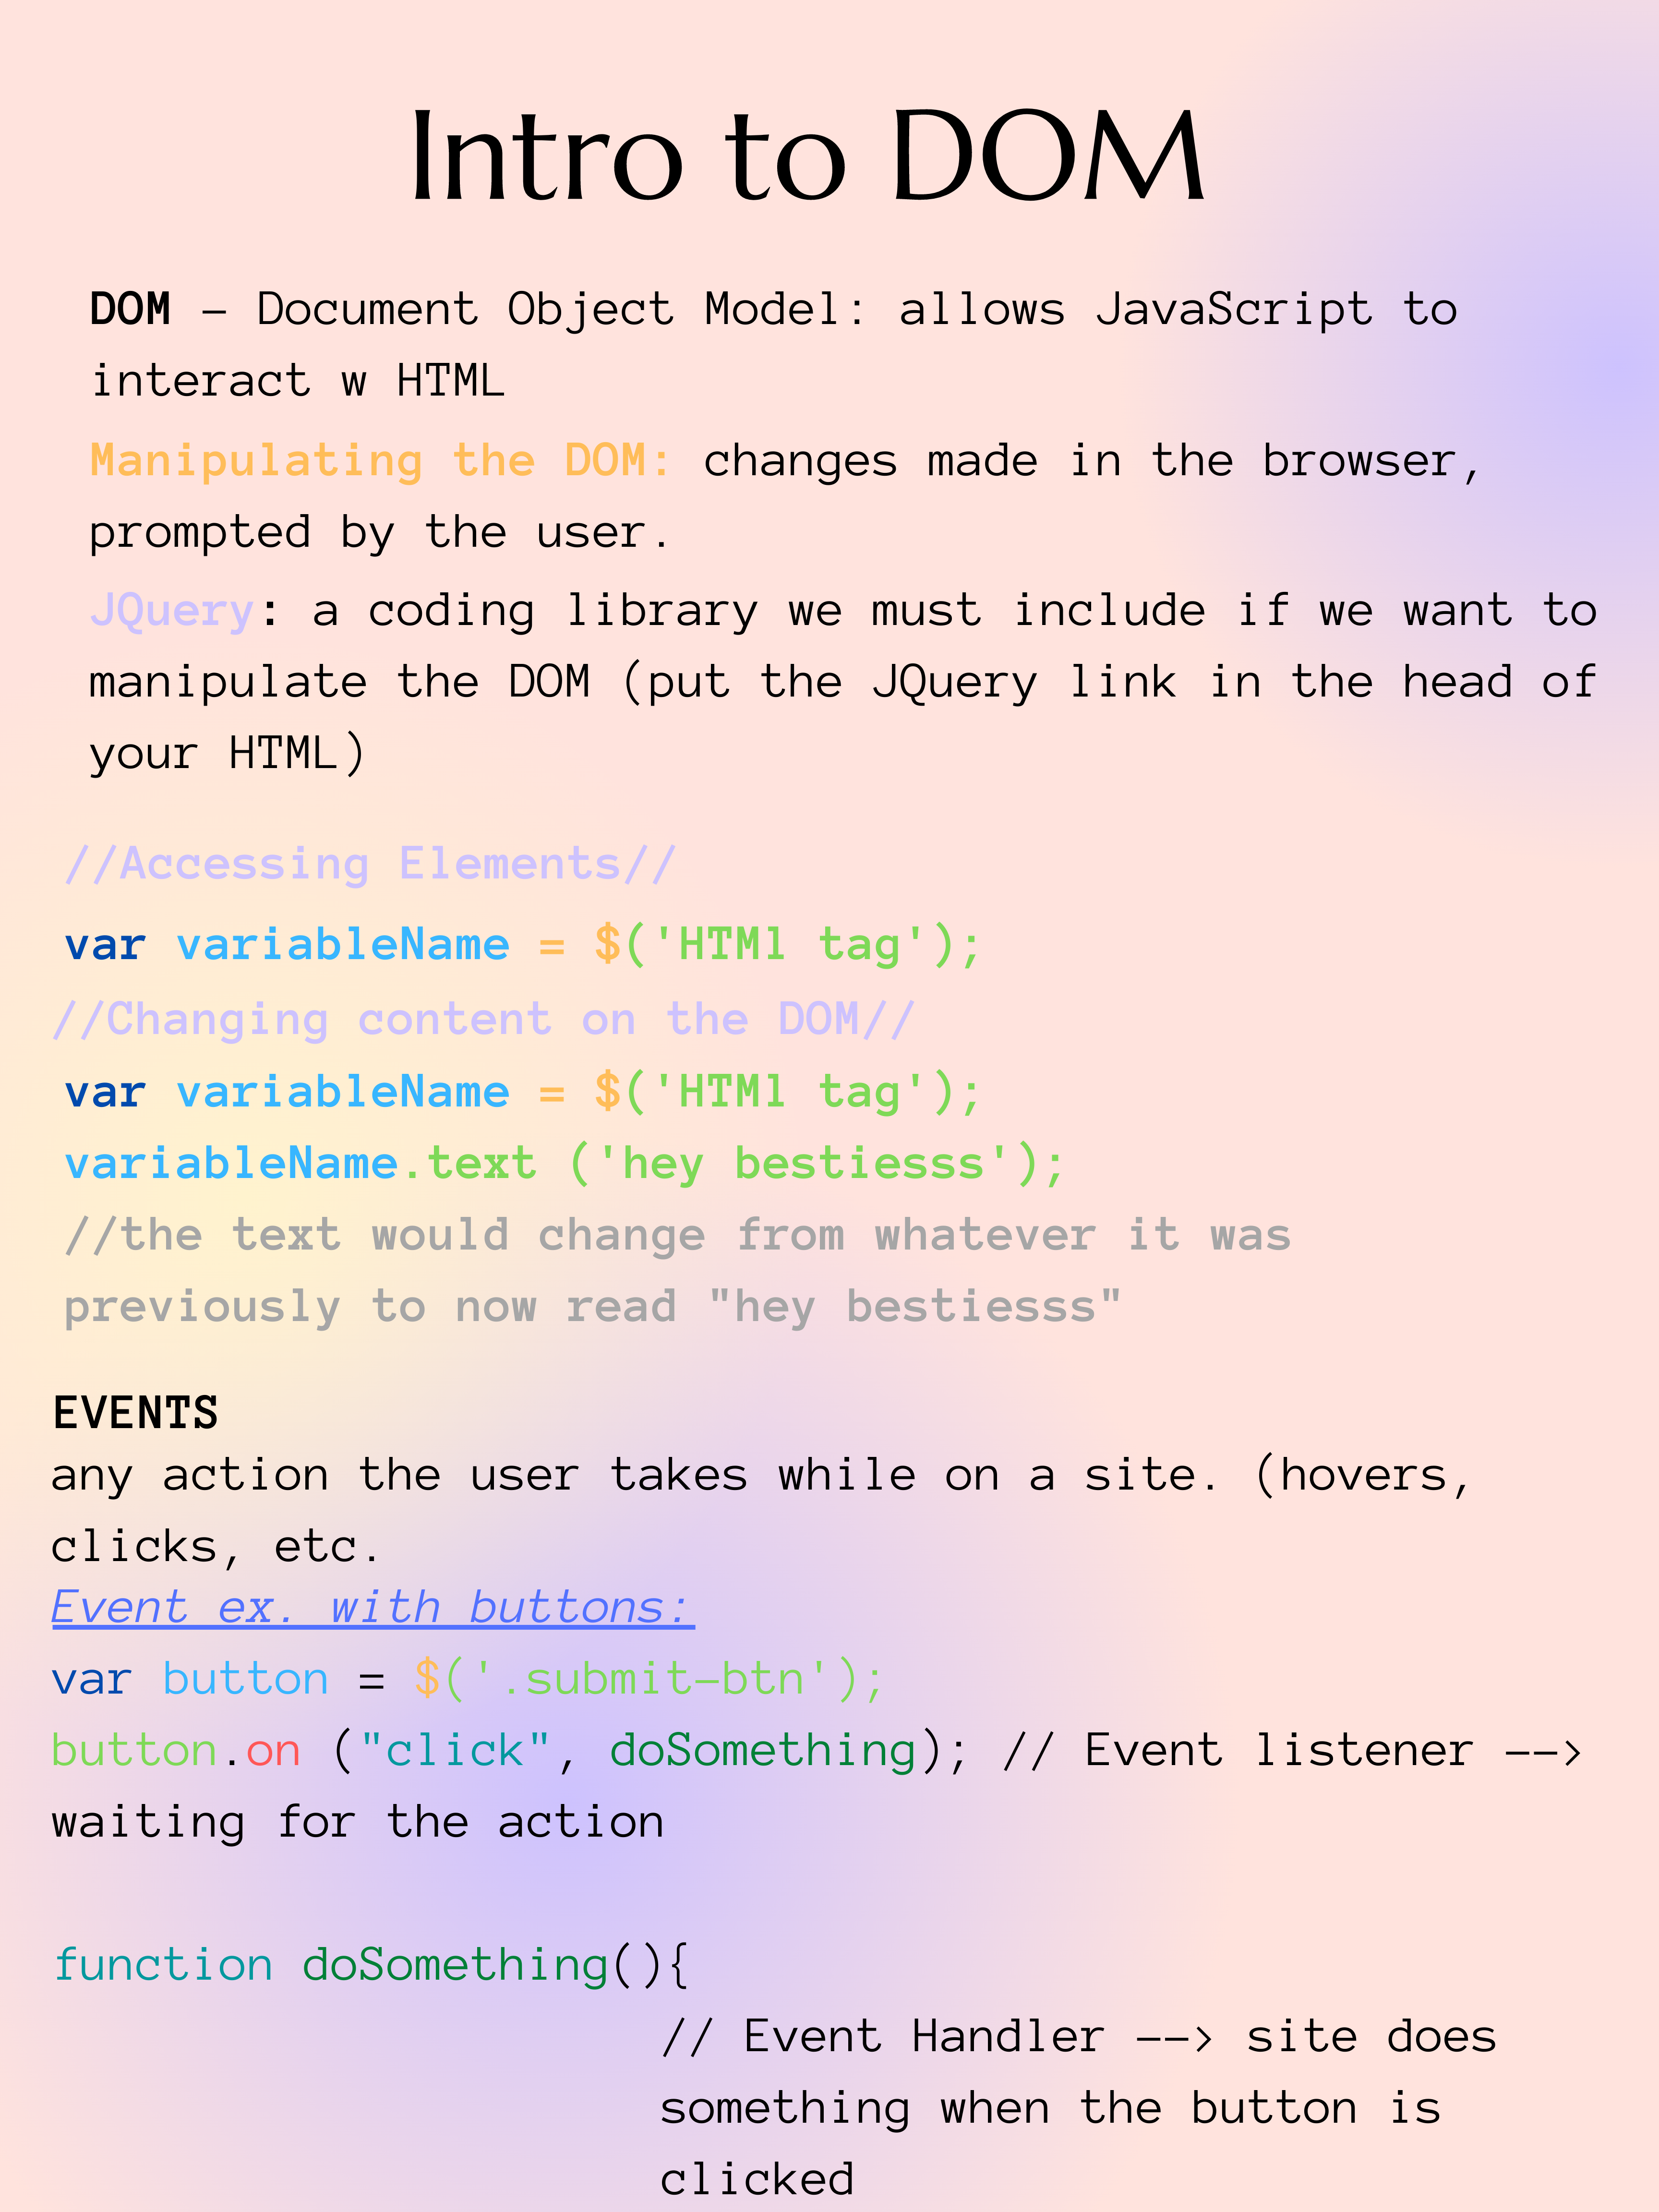 Intro to DOM
DOM - Document Object Model: allows JavaScript to
interact w HTML
Manipulating the DOM: changes made in the browser,
prompted by the user.
JQuery: a coding library we must include if we want to
manipulate the DOM (put the JQuery link in the head of
your HTML)
//Accessing Elements//
var variableName = $('HTMl tag');
//Changing content on the DOM//
var variableName = $('HTMl tag');
variableName.text ('hey bestiesss');
//the text would change from whatever it was
previously to now read "hey bestiesss"
EVENTS
any action the user takes while on a site. (hovers,
clicks, etc.
Event ex. with buttons:
var button = $('.submit-btn');
button.on ("click", doSomething); // Event listener -->
waiting for the action
function doSomething(){
// Event Handler --> site does
something when the button is
clicked